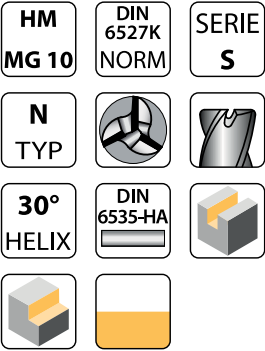 HM
MG 10
DIN
6527K
NORM
SERIE
S
N
TYP
30°
HELIX
DIN
6535-HA